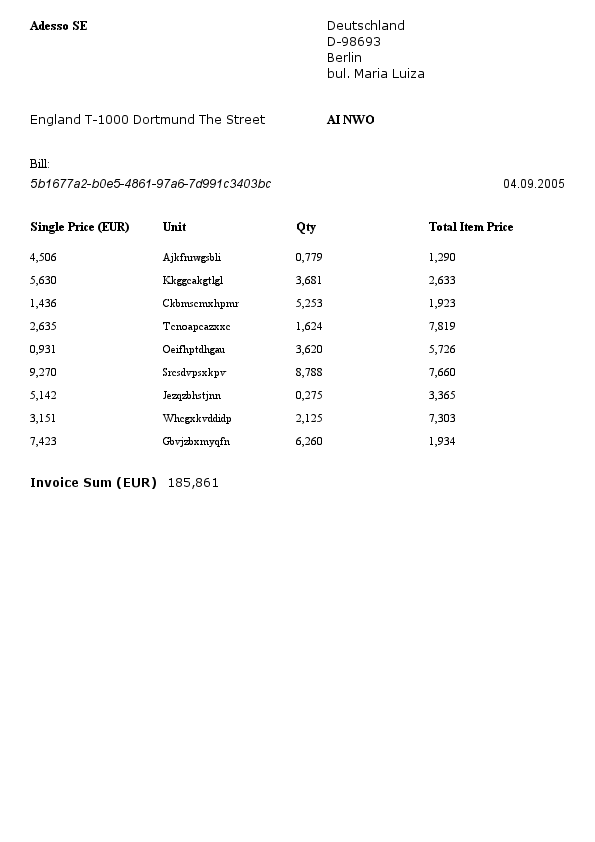 Adesso SE
Deutschland
D-98693
Berlin
bul. Maria Luiza
England T-1000 Dortmund The Street
AI NWO
Bill:
5b1677a2-b0e5-4861-97a6-7d991c3403bc 04.09.2005
Single Price (EUR) Unit Qty Total Item Price
4,506 Ajkfnuwgsbli 0,779 1,290
5,630 Kkggcakgtlgl 3,681 2,633
1,436 Ckbmscmxhpmr 5,253 1,923
2,635 Tcnoapcazxxc 1,624 7,819
0,931 Oeifhptdhgau 3,620 5,726
9,270 Srcsdvpsxkpv 8,788 7,660
5,142 Jezqzbhstjnn 0,275 3,365
3,151 Whcgxkvddidp 2,125 7,303
7,423 Gbvjzbxmyqfn 6,260 1,934
Invoice Sum (EUR) 185,861